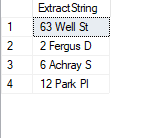 ExtractString
1 63 Well St
2 2 Fergus D
3 6 Achray S
4 12 Park Pl